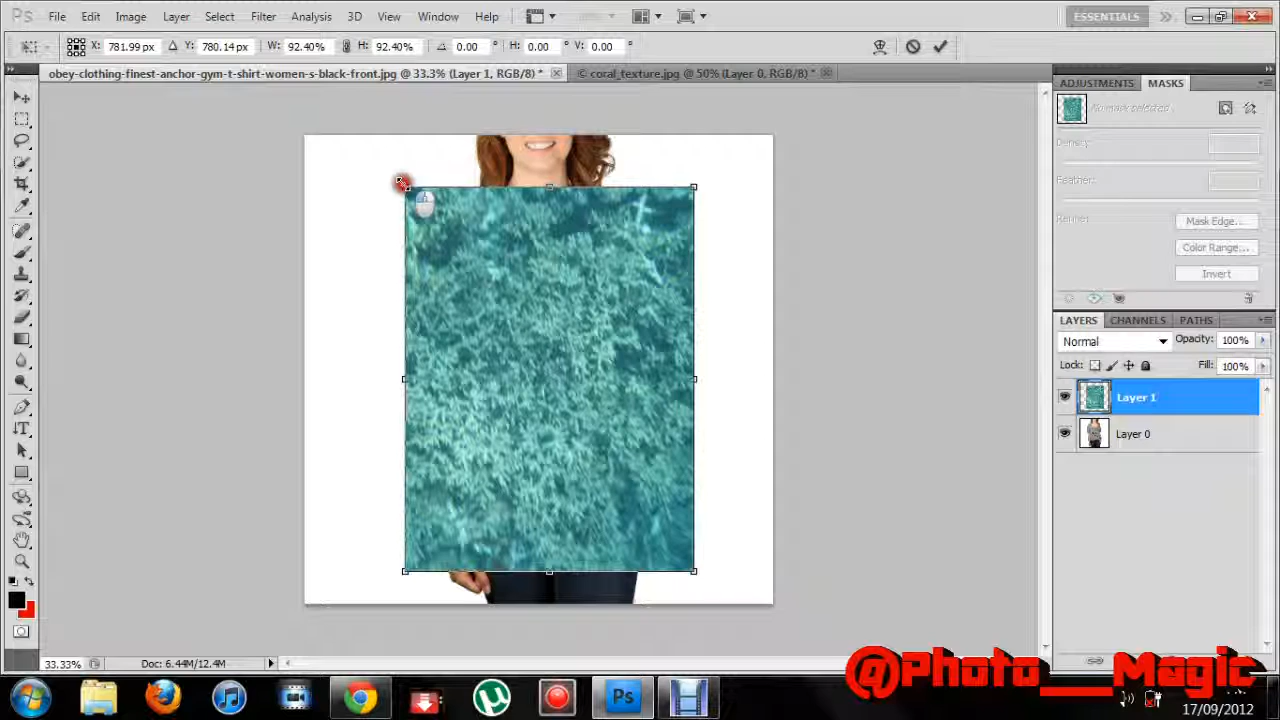 Ps File Edit Image Layer Select Filter Analysis 3D View Window Help ESSENTIALS
X: 781.99 px Y: 780.14 px W: 92.40% H: 92.40% 0.00 ° H: 0.00 ° V: 0.00 °
obey-clothing-finest-anchor-gym-t-shirt-women-s-black-front.jpg @ 33.3% (Layer 1, RGB/8) *
© coral_texture.jpg @ 50% (Layer 0, RGB/8) *
ADJUSTMENTS MASKS
No mask selected
Density:
Feather:
Refine:
Mask Edge...
Color Range...
Invert
LAYERS CHANNELS PATHS
Normal Opacity: 100%
Lock: Fill: 100%
Layer 1
Layer 0
33.33% Doc: 6.44M/12.4M
@Photo___Magic
Ps
17/09/2012